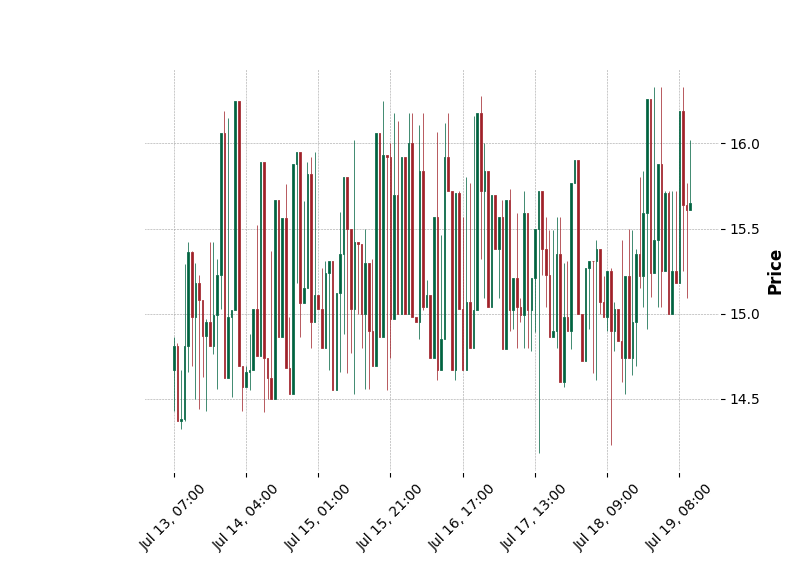 16.0
15.5
15.0
14.5
Price
Jul 13, 07:00
Jul 14, 04:00
Jul 15, 01:00
Jul 15, 21:00
Jul 16, 17:00
Jul 17, 13:00
Jul 18, 09:00
Jul 19, 08:00